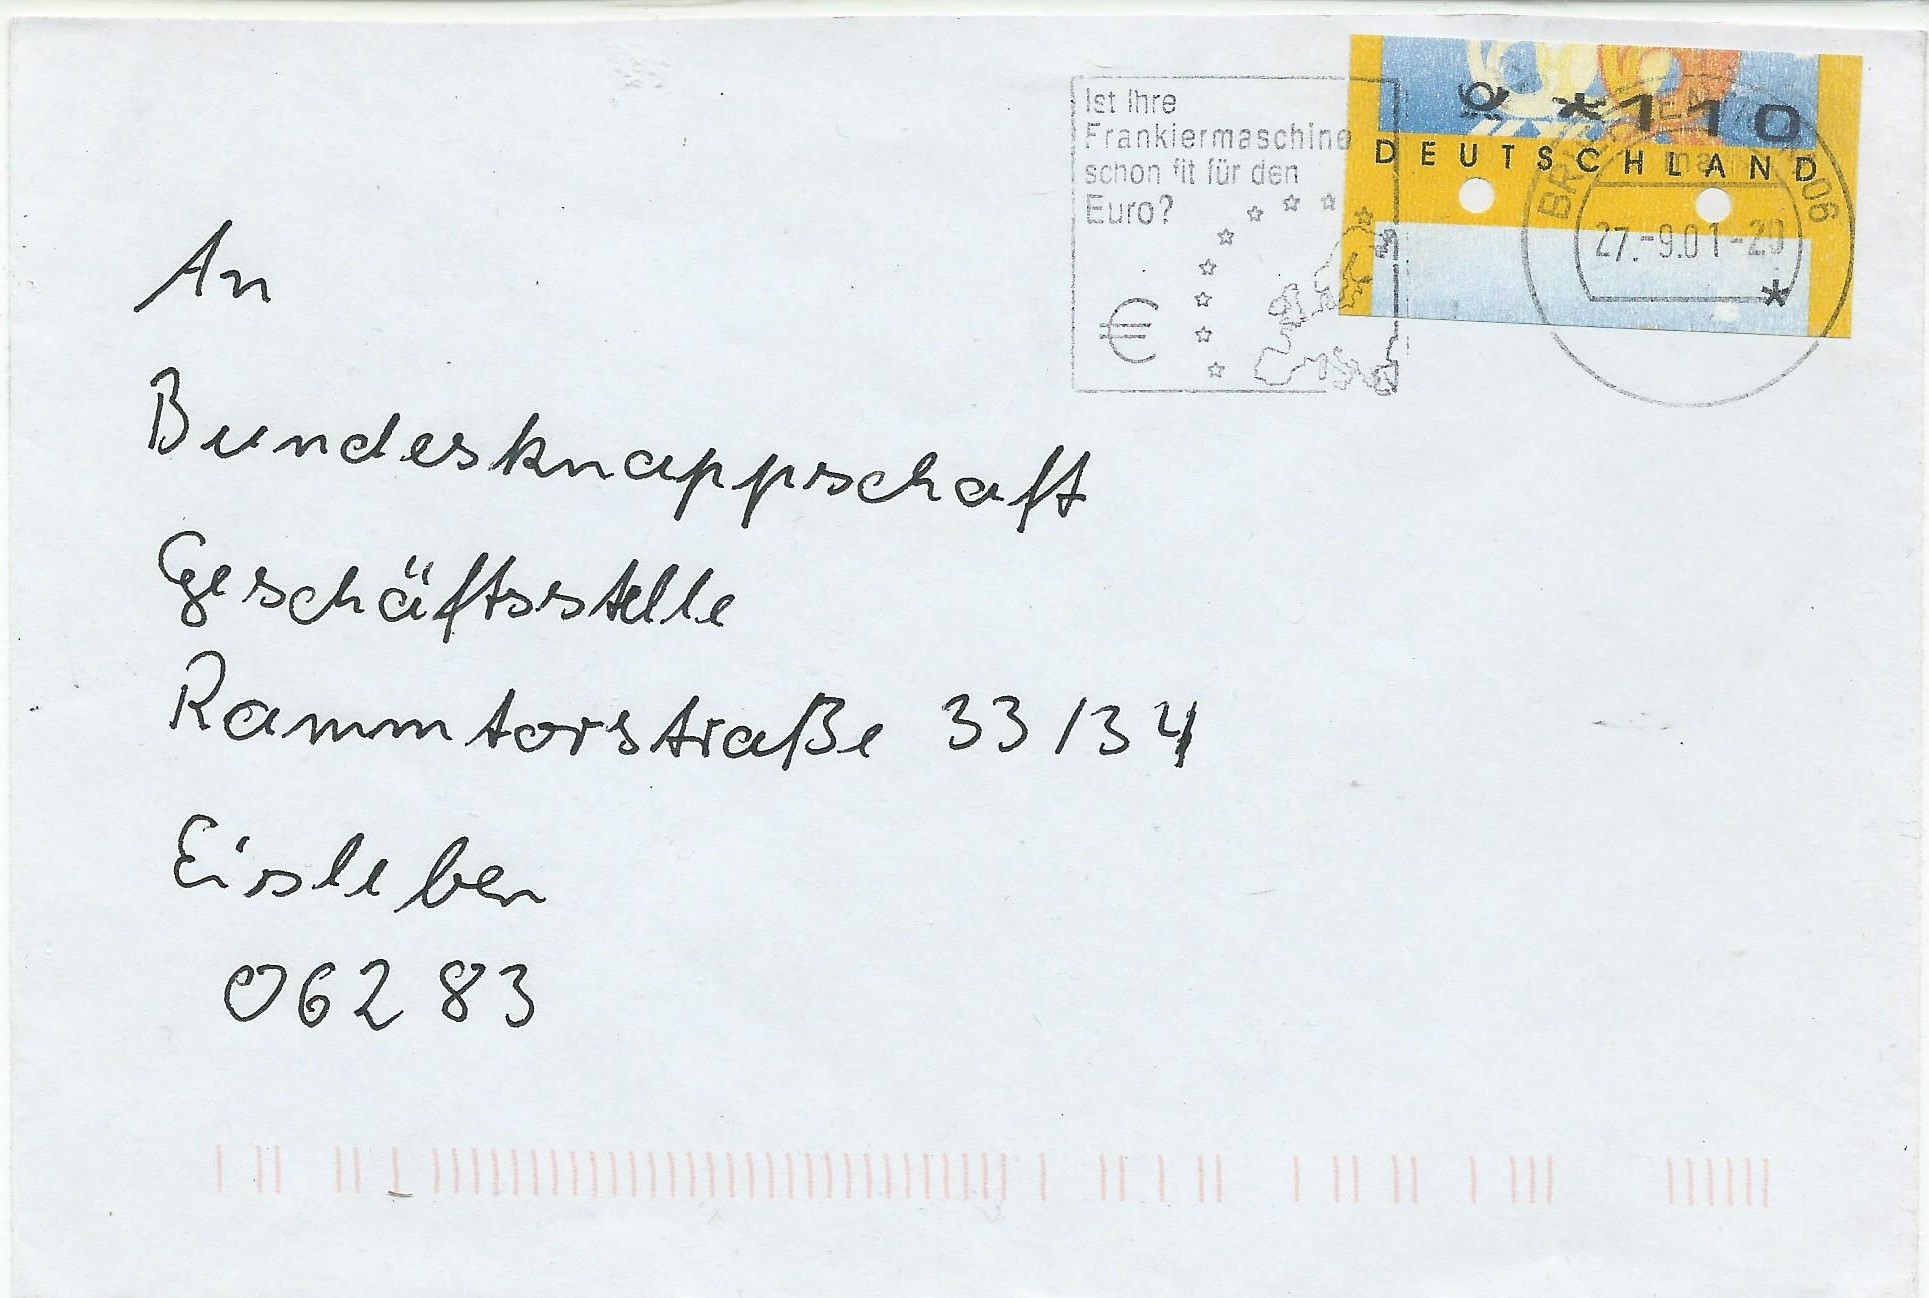 Ist Ihre
Frankiermaschine
schon fit für den
Euro?
€
*110
DEUTSCHLAND
06
27.-9.01-20
*
An
Bundesknappschaft
Geschäftsstelle
Rammtorstraße 33/34
Eisleben
06283